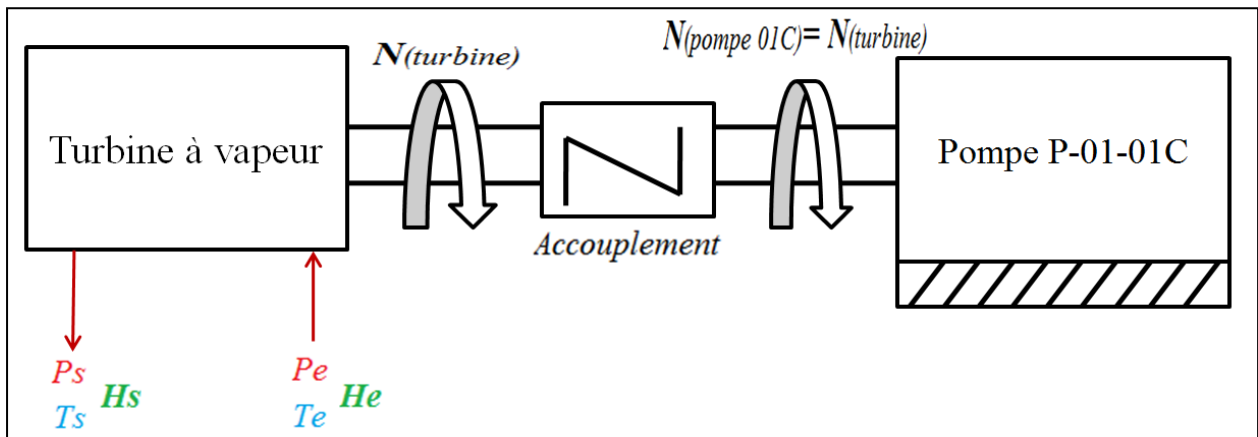 N(turbine)
N(pompe 01C)= N(turbine)
Turbine à vapeur
Pompe P-01-01C
Accouplement
Ps Hs
Ts
Pe He
Te